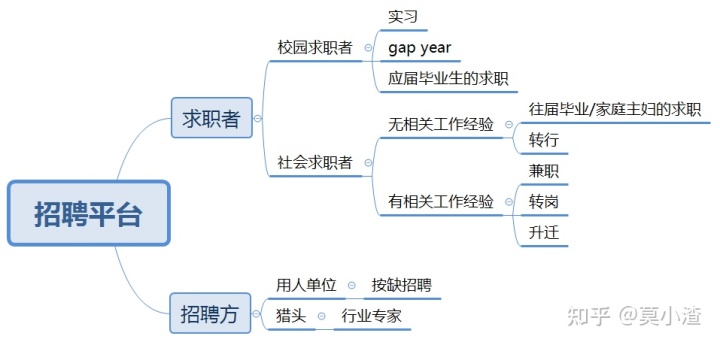 招聘平台
求职者
校园求职者
实习
gap year
应届毕业生的求职
社会求职者
无相关工作经验
往届毕业/家庭主妇的求职
转行
有相关工作经验
兼职
转岗
升迁
招聘方
用人单位
按缺招聘
猎头
行业专家
知乎 @莫小渣